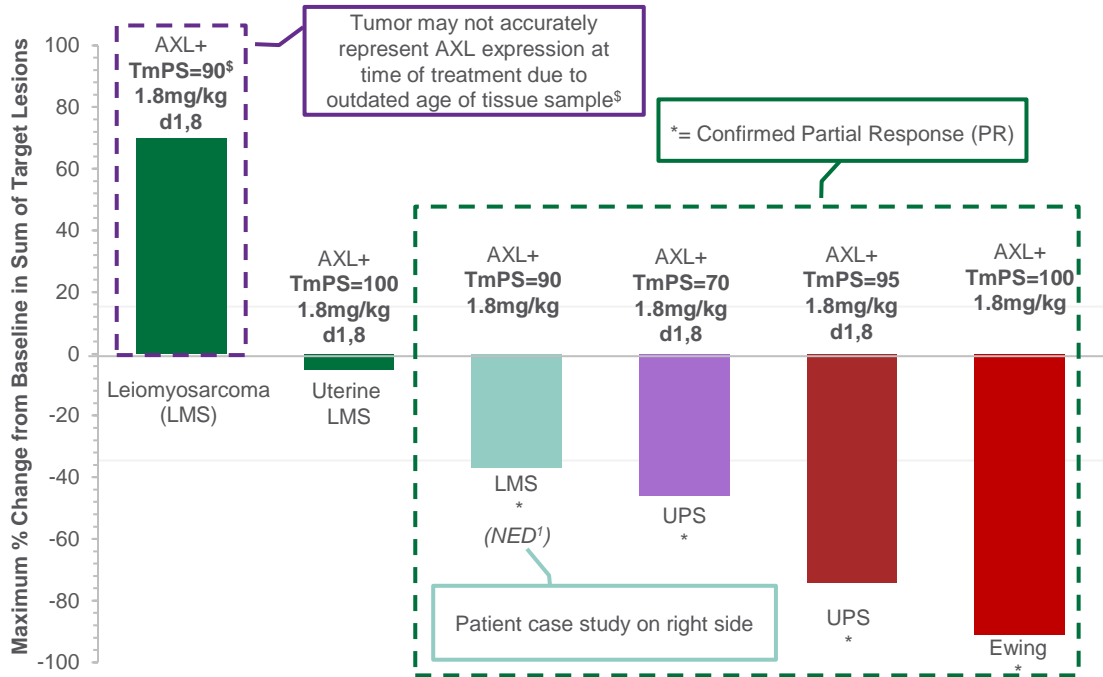 Maximum % Change from Baseline in Sum of Target Lesions
100
80
60
40
20
0
-20
-40
-60
-80
-100
AXL+
TmPS=90$
1.8mg/kg
d1,8
Leiomyosarcoma
(LMS)
Tumor may not accurately
represent AXL expression at
time of treatment due to
outdated age of tissue sample$
*= Confirmed Partial Response (PR)
AXL+
TmPS=100
1.8mg/kg
d1,8
Uterine
LMS
AXL+
TmPS=90
1.8mg/kg
LMS
*
(NED1)
Patient case study on right side
AXL+
TmPS=70
1.8mg/kg
d1,8
UPS
*
AXL+
TmPS=95
1.8mg/kg
d1,8
UPS
*
AXL+
TmPS=100
1.8mg/kg
Ewing
*